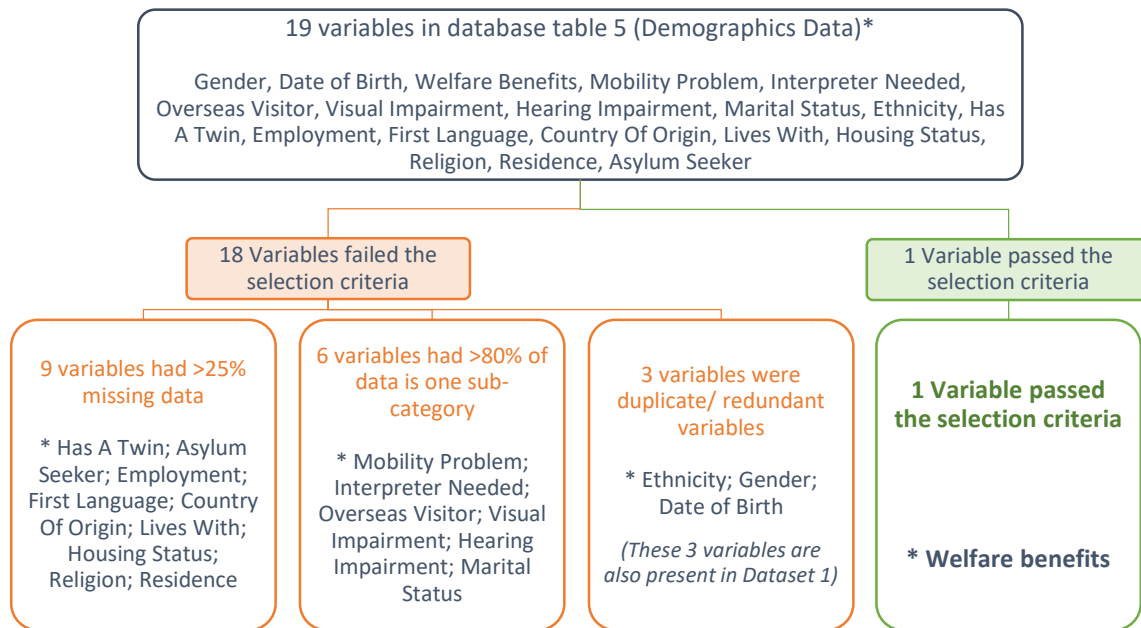 19 variables in database table 5 (Demographics Data)*
Gender, Date of Birth, Welfare Benefits, Mobility Problem, Interpreter Needed,
Overseas Visitor, Visual Impairment, Hearing Impairment, Marital Status, Ethnicity, Has
A Twin, Employment, First Language, Country Of Origin, Lives With, Housing Status,
Religion, Residence, Asylum Seeker
18 Variables failed the
selection criteria
1 Variable passed the
selection criteria
9 variables had >25%
missing data
* Has A Twin; Asylum
Seeker; Employment;
First Language; Country
Of Origin; Lives With;
Housing Status;
Religion; Residence
6 variables had >80% of
data is one sub-
category
* Mobility Problem;
Interpreter Needed;
Overseas Visitor; Visual
Impairment; Hearing
Impairment; Marital
Status
3 variables were
duplicate/ redundant
variables
* Ethnicity; Gender;
Date of Birth
(These 3 variables are
also present in Dataset 1)
1 Variable passed
the selection criteria
* Welfare benefits